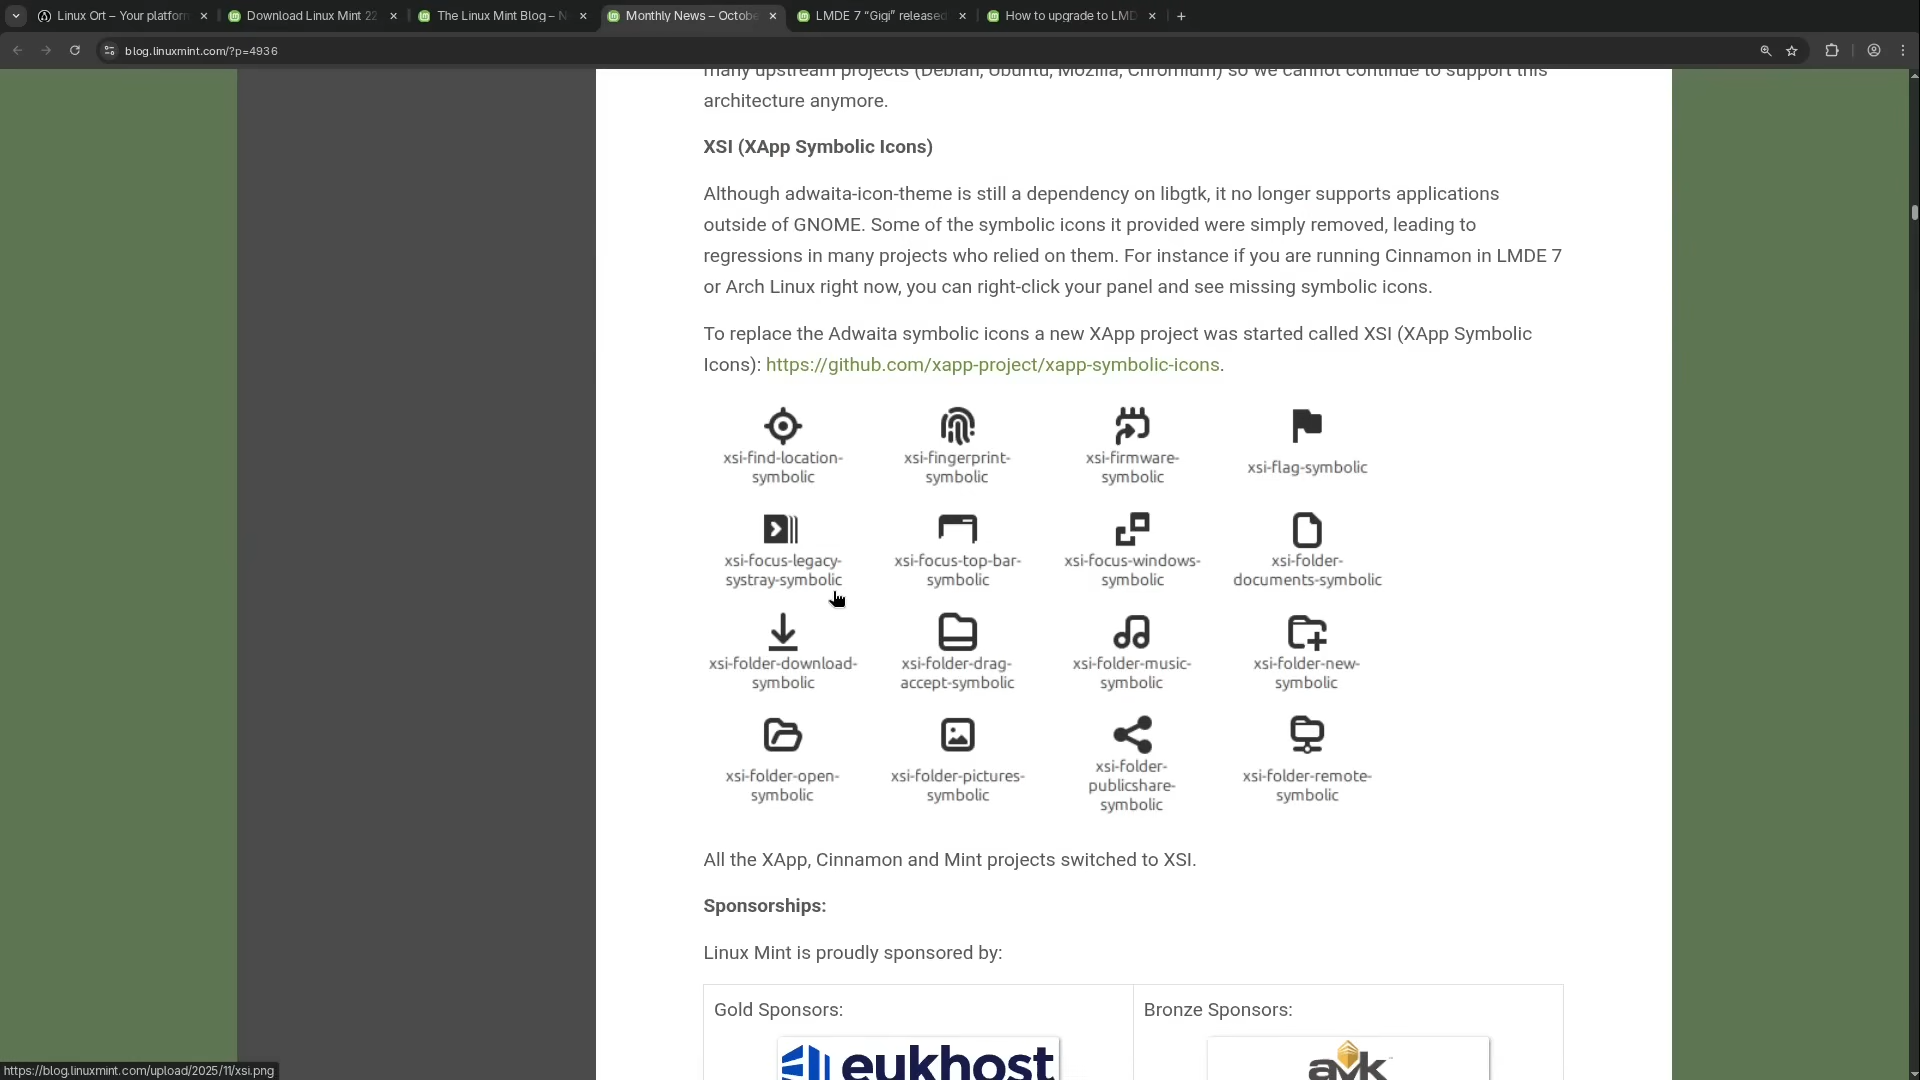 Linux Ort – Your platform
Download Linux Mint 22
The Linux Mint Blog – N
Monthly News – Octobe
LMDE 7 “Gigi” released
How to upgrade to LMD
blog.linuxmint.com/?p=4936
many upstream projects (Debian, Ubuntu, Mozilla, Chromium) so we cannot continue to support this
architecture anymore.
XSI (XApp Symbolic Icons)
Although adwaita-icon-theme is still a dependency on libgtk, it no longer supports applications
outside of GNOME. Some of the symbolic icons it provided were simply removed, leading to
regressions in many projects who relied on them. For instance if you are running Cinnamon in LMDE 7
or Arch Linux right now, you can right-click your panel and see missing symbolic icons.
To replace the Adwaita symbolic icons a new XApp project was started called XSI (XApp Symbolic
Icons): https://github.com/xapp-project/xapp-symbolic-icons.
xsi-find-location-
symbolic
xsi-fingerprint-
symbolic
xsi-firmware-
symbolic
xsi-flag-symbolic
xsi-focus-legacy-
systray-symbolic
xsi-focus-top-bar-
symbolic
xsi-focus-windows-
symbolic
xsi-folder-
documents-symbolic
xsi-folder-download-
symbolic
xsi-folder-drag-
accept-symbolic
xsi-folder-music-
symbolic
xsi-folder-new-
symbolic
xsi-folder-open-
symbolic
xsi-folder-pictures-
symbolic
xsi-folder-
publicshare-
symbolic
xsi-folder-remote-
symbolic
All the XApp, Cinnamon and Mint projects switched to XSI.
Sponsorships:
Linux Mint is proudly sponsored by:
Gold Sponsors:
Bronze Sponsors:
eukhost
ayk
https://blog.linuxmint.com/upload/2025/11/xsi.png